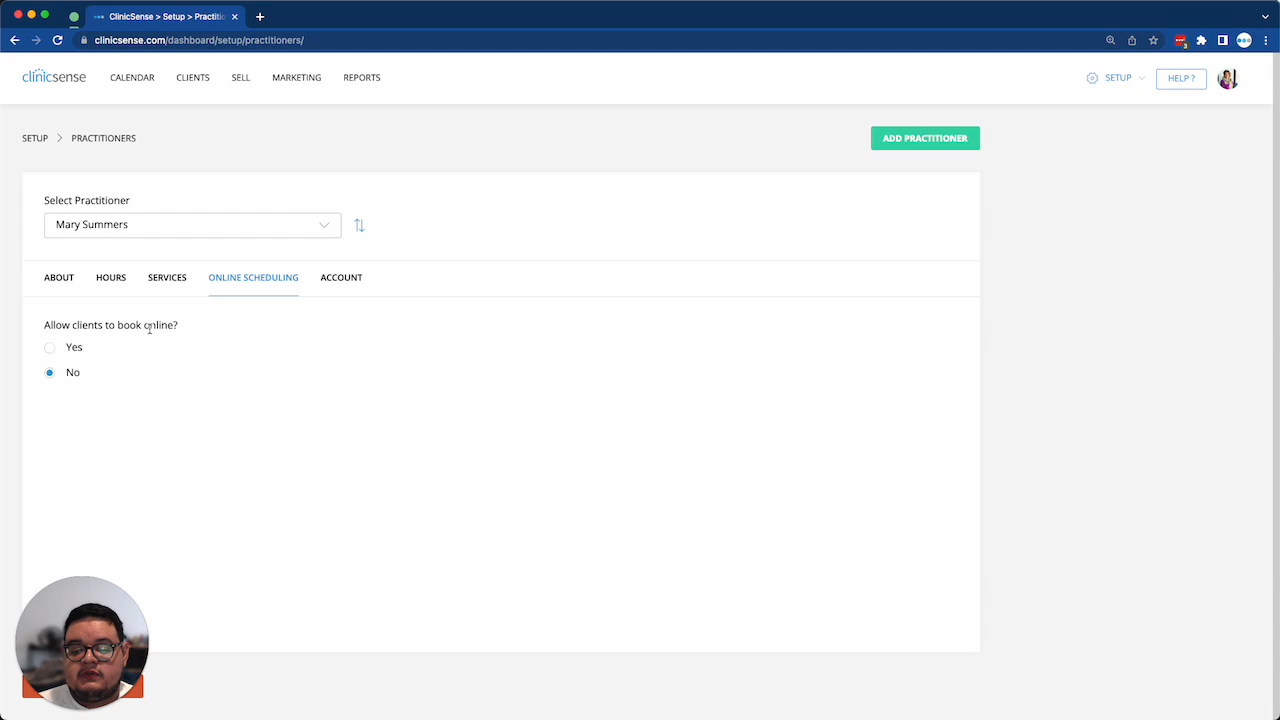 ClinicSense > Setup > Practiti
clinicsense.com/dashboard/setup/practitioners/
clinicsense
CALENDAR
CLIENTS
SELL
MARKETING
REPORTS
SETUP
HELP ?
SETUP
PRACTITIONERS
ADD PRACTITIONER
Select Practitioner
Mary Summers
ABOUT
HOURS
SERVICES
ONLINE SCHEDULING
ACCOUNT
Allow clients to book online?
Yes
No